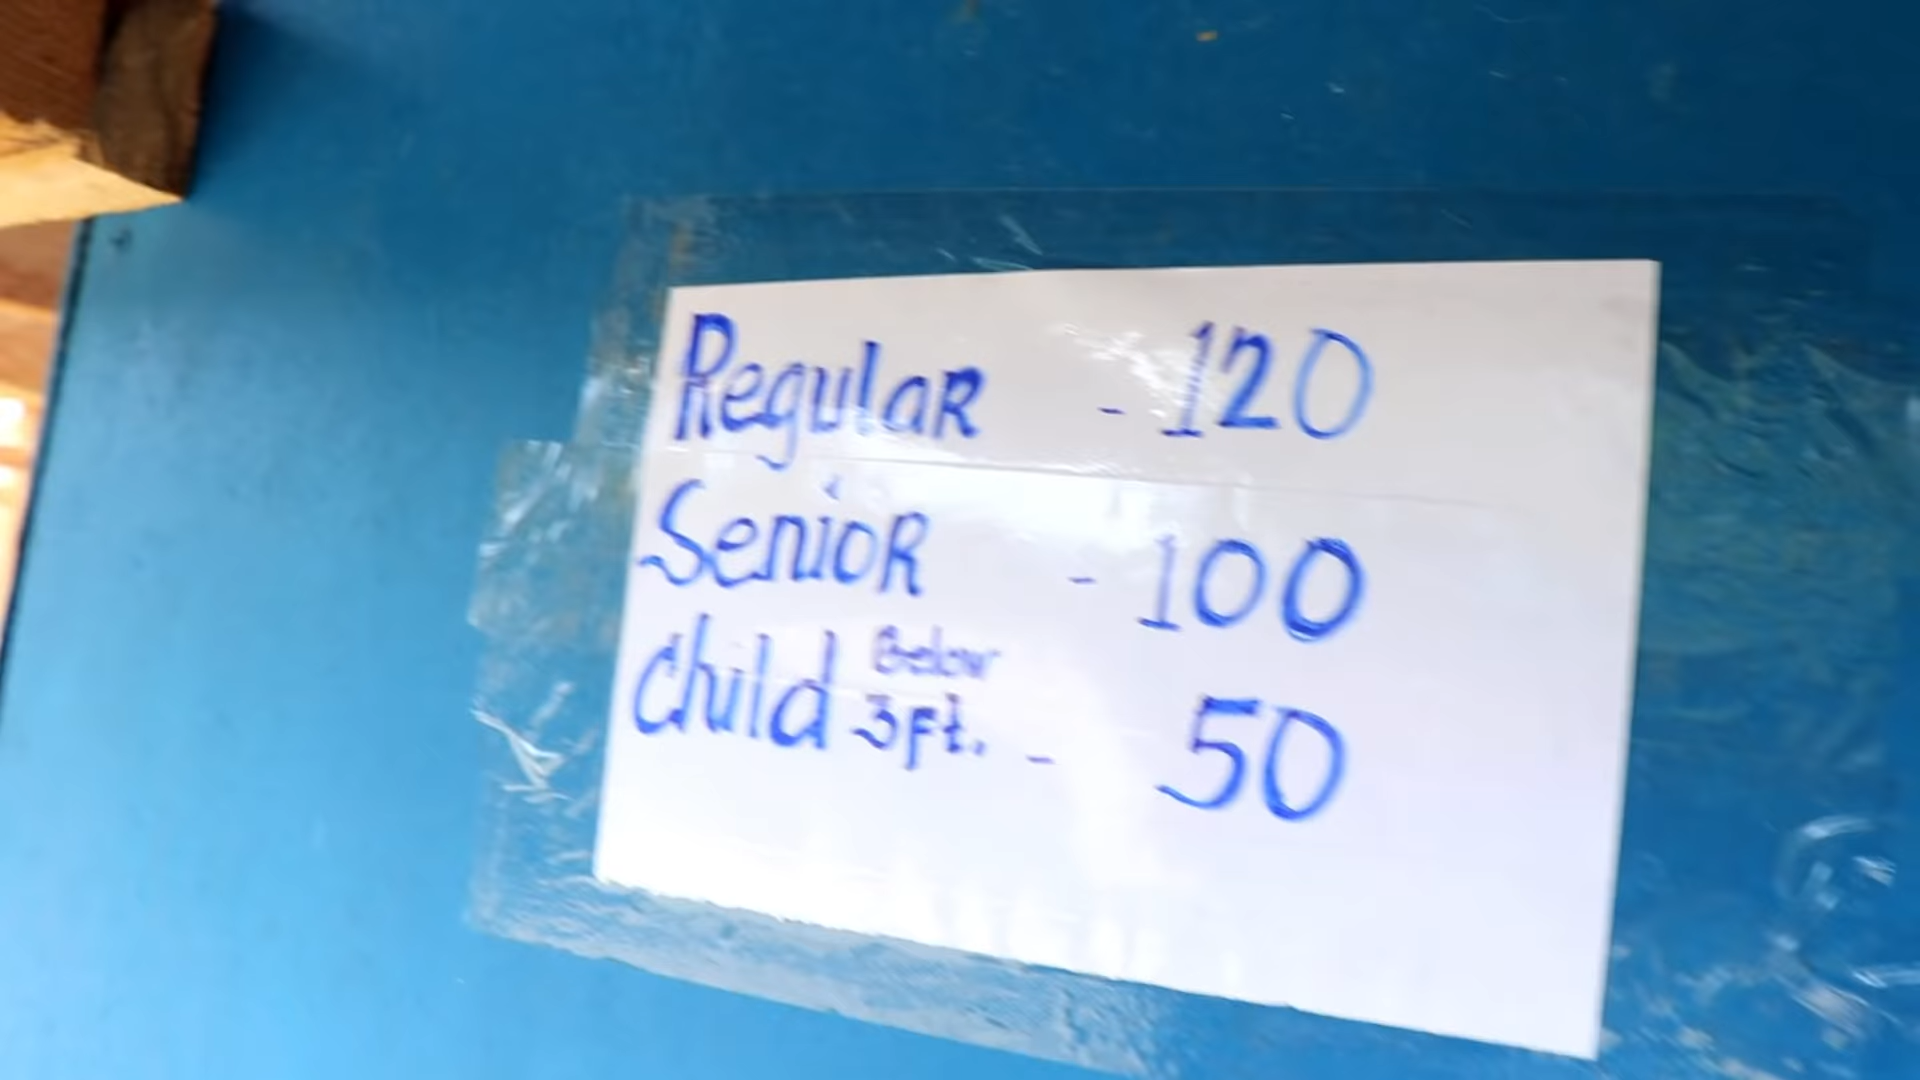 Regular - 120
Senior - 100
Child Below 3Ft. - 50